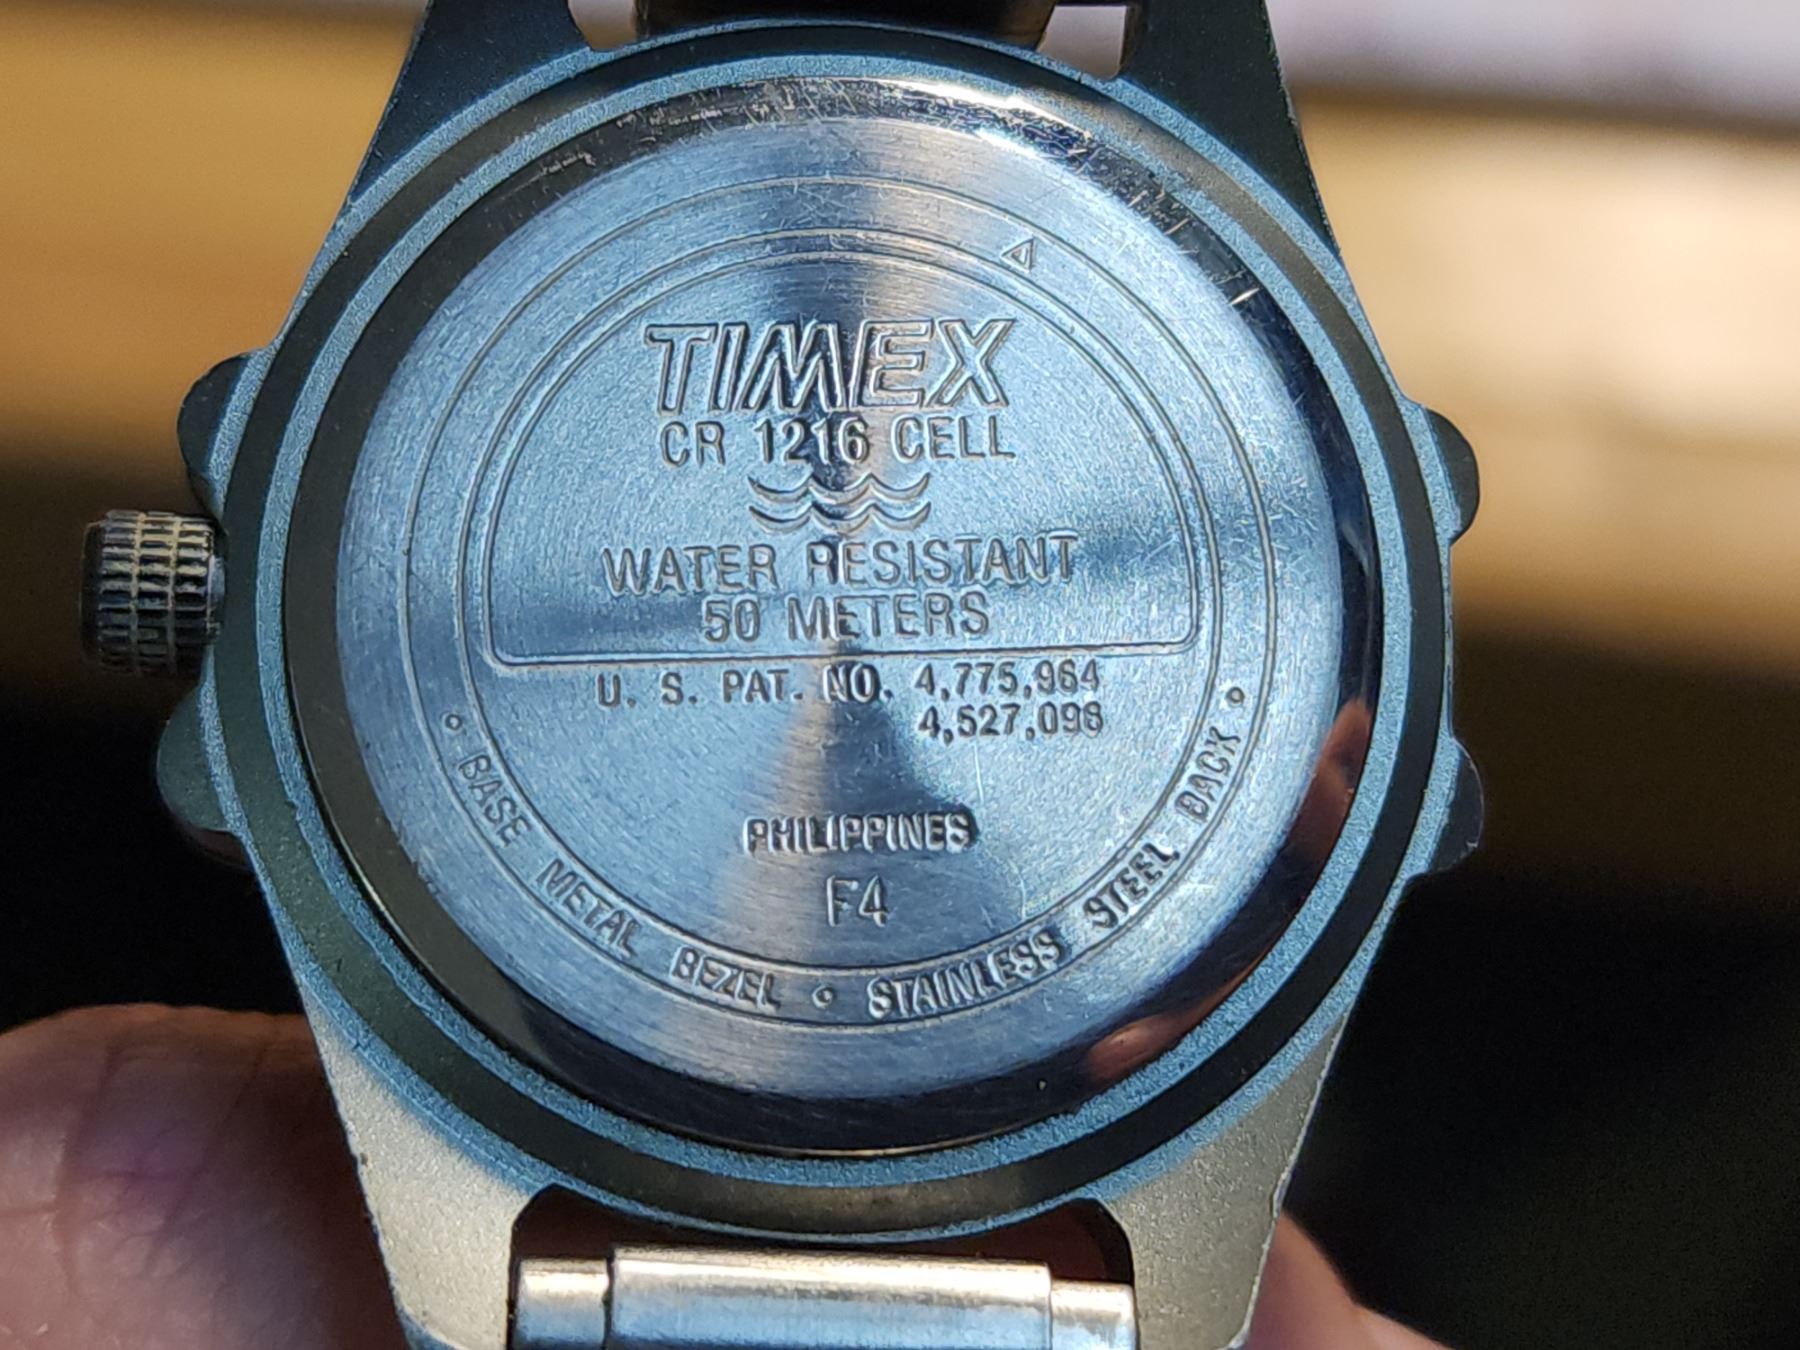 TIMEX
CR 1216 CELL
WATER RESISTANT
50 METERS
U. S. PAT. NO. 4,775,964
4,527,096
PHILIPPINES
F4
• BASE METAL BEZEL • STAINLESS STEEL BACK •